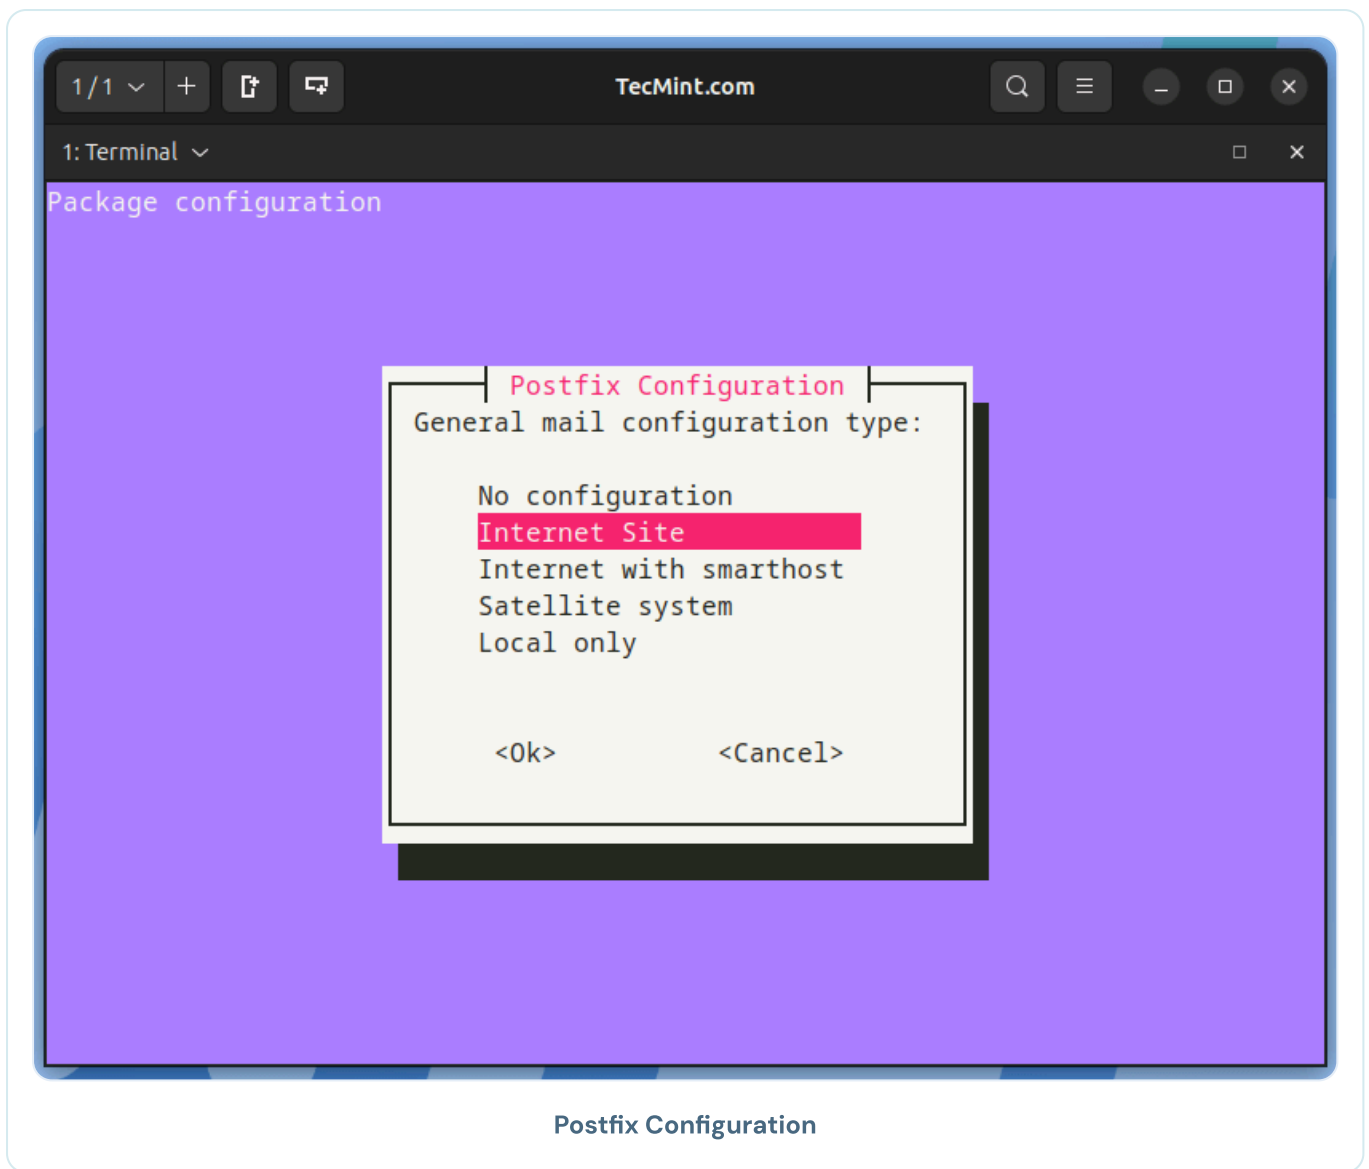 1 / 1
TecMint.com
1: Terminal
Package configuration
Postfix Configuration
General mail configuration type:
No configuration
Internet Site
Internet with smarthost
Satellite system
Local only
<Ok> <Cancel>
Postfix Configuration